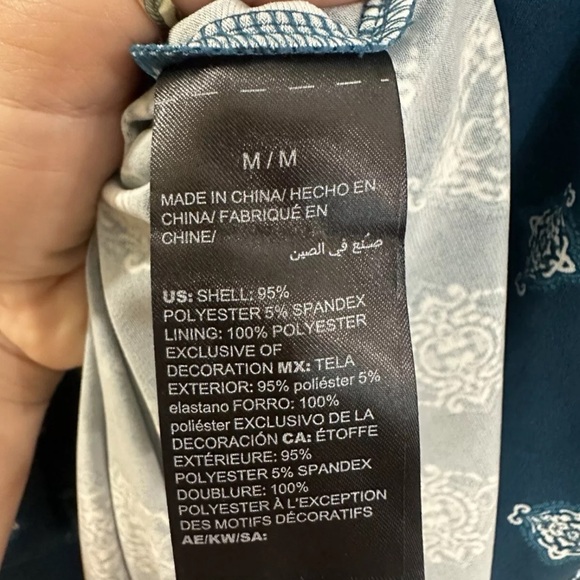 M/M
MADE IN CHINA/ HECHO EN
CHINA/ FABRIQUÉ EN
CHINE/
صنع في الصين
US: SHELL: 95%
POLYESTER 5% SPANDEX
LINING: 100% POLYESTER
EXCLUSIVE OF
DECORATION MX: TELA
EXTERIOR: 95% poliéster 5%
elastano FORRO: 100%
poliéster EXCLUSIVO DE LA
DECORACIÓN CA: ÉTOFFE
EXTÉRIEURE: 95%
POLYESTER 5% SPANDEX
DOUBLURE: 100%
POLYESTER À L'EXCEPTION
DES MOTIFS DÉCORATIFS
AE/KW/SA: